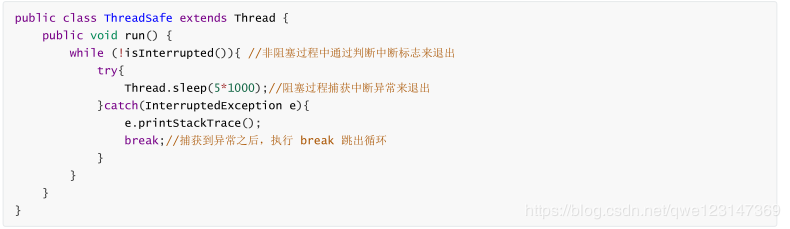 public class ThreadSafe extends Thread {
    public void run() {
        while (!isInterrupted()){ //非阻塞过程中通过判断中断标志来退出
            try{
                Thread.sleep(5*1000);//阻塞过程捕获中断异常来退出
            }catch(InterruptedException e){
                e.printStackTrace();
                break;//捕获到异常之后，执行 break 跳出循环
            }
        }
    }
}
https://blog.csdn.net/qwe123147369